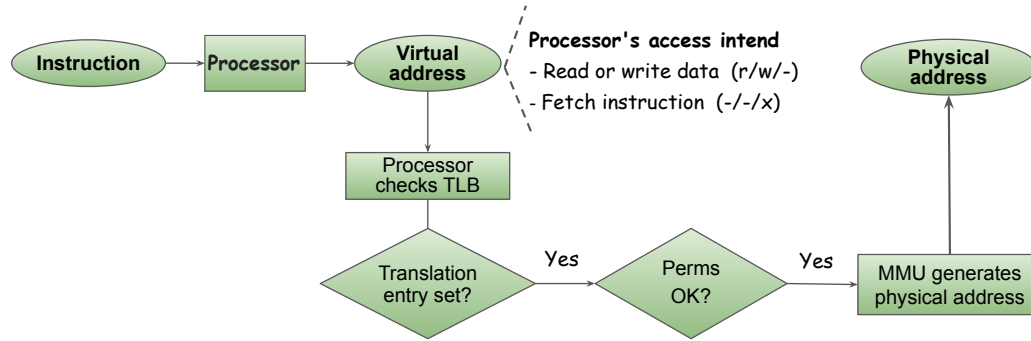 Instruction
Processor
Virtual
address
Processor's access intend
- Read or write data (r/w/-)
- Fetch instruction (-/-/x)
Physical
address
Processor
checks TLB
Translation
entry set?
Yes
Perms
OK?
Yes
MMU generates
physical address